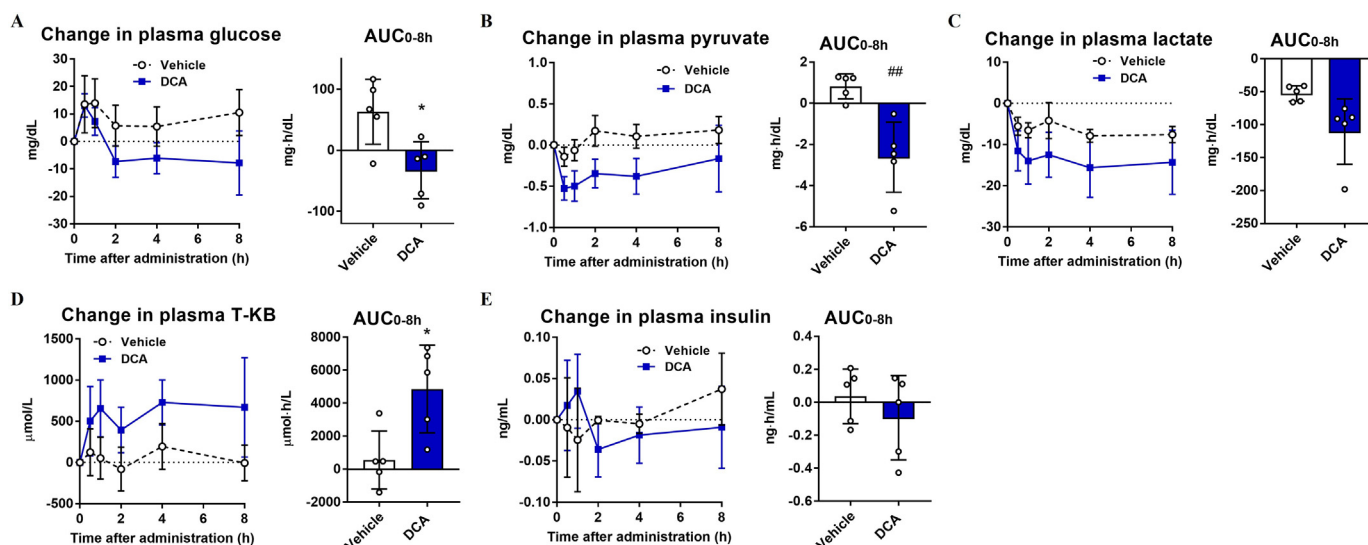 A
Change in plasma glucose
Vehicle
DCA
mg/dL
30
20
10
0
-10
-20
-30
0 2 4 6 8
Time after administration (h)
AUC0-8h
*
mg·h/dL
100
0
-100
Vehicle
DCA
B
Change in plasma pyruvate
Vehicle
DCA
mg/dL
1.0
0.5
0.0
-0.5
-1.0
0 2 4 6 8
Time after administration (h)
AUC0-8h
##
mg·h/dL
2
0
-2
-4
-6
Vehicle
DCA
C
Change in plasma lactate
Vehicle
DCA
mg/dL
10
0
-10
-20
-30
0 2 4 6 8
Time after administration (h)
AUC0-8h
mg·h/dL
0
-50
-100
-150
-200
-250
Vehicle
DCA
D
Change in plasma T-KB
Vehicle
DCA
μmol/L
1500
1000
500
0
-500
0 2 4 6 8
Time after administration (h)
AUC0-8h
*
μmol·h/L
8000
6000
4000
2000
0
-2000
Vehicle
DCA
E
Change in plasma insulin
Vehicle
DCA
ng/mL
0.10
0.05
0.00
-0.05
-0.10
0 2 4 6 8
Time after administration (h)
AUC0-8h
ng·h/mL
0.4
0.2
0.0
-0.2
-0.4
-0.6
Vehicle
DCA